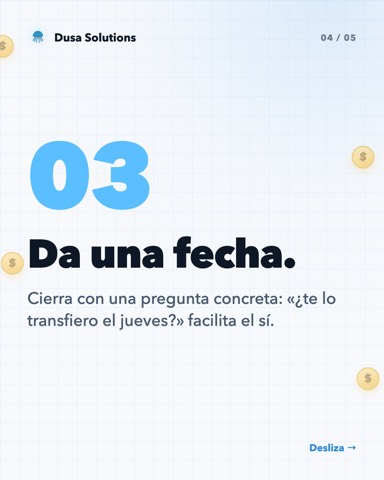 Dusa Solutions
04 / 05
03
Da una fecha.
Cierra con una pregunta concreta: «¿te lo
transfiero el jueves?» facilita el sí.
$
$
$
$
$
Desliza →